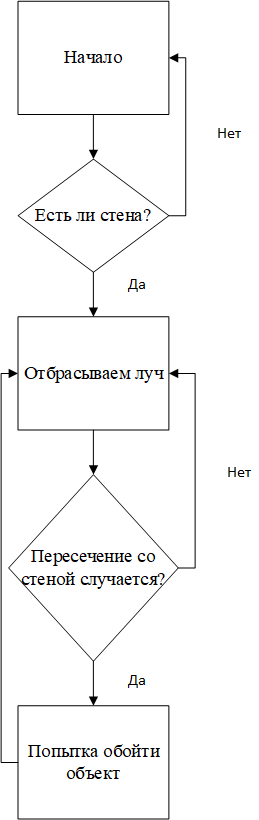 Начало
Нет
Есть ли стена?
Да
Отбрасываем луч
Нет
Пересечение со
стеной случается?
Да
Попытка обойти
объект